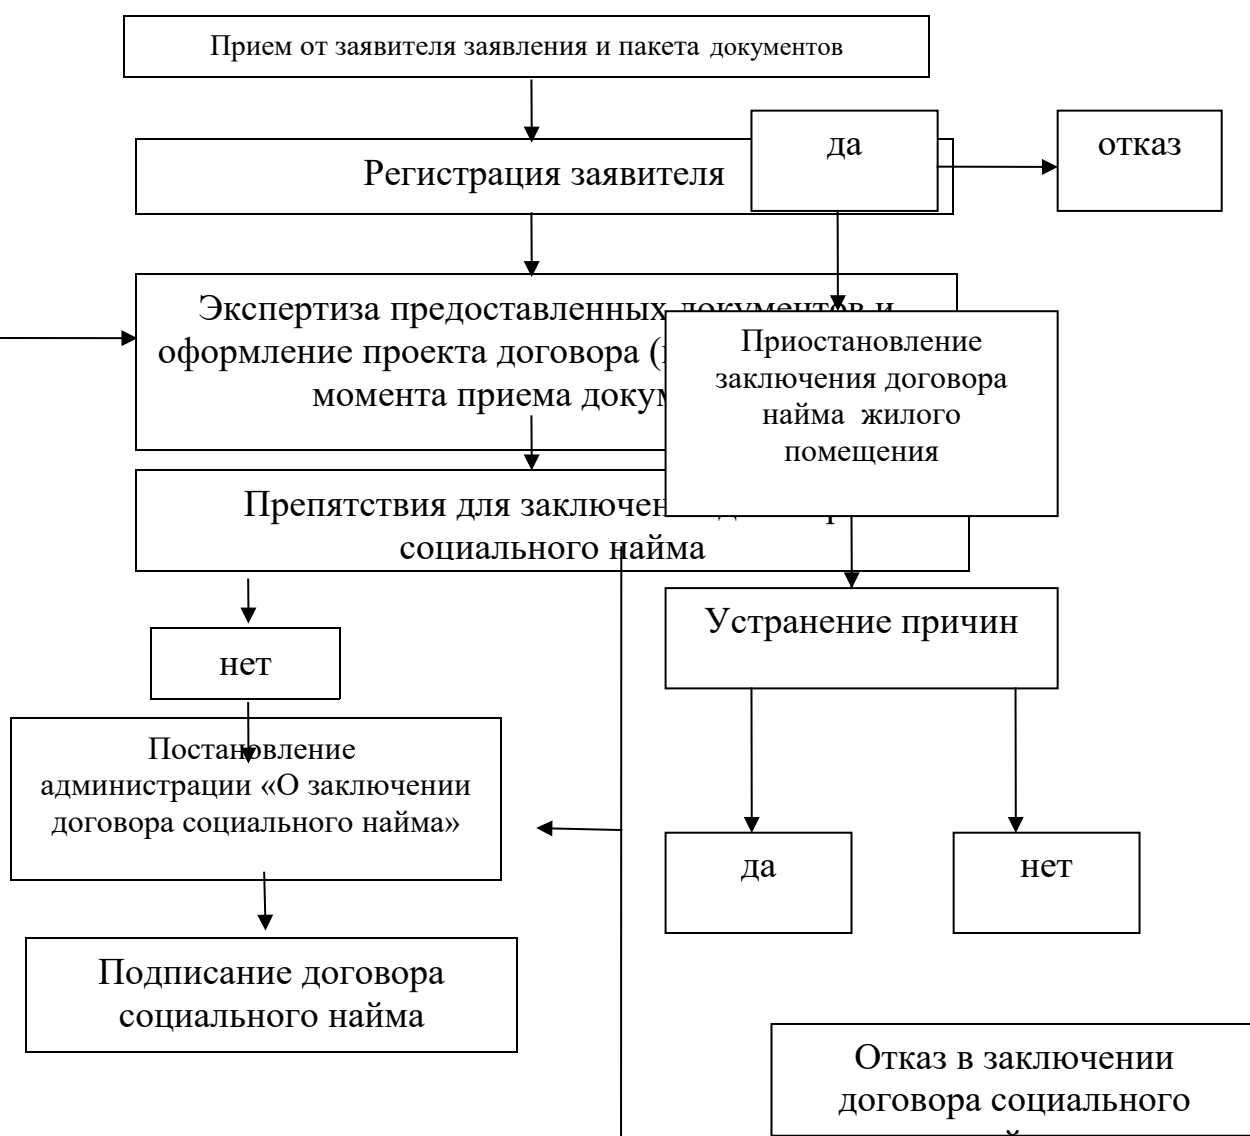 Прием от заявителя заявления и пакета документов
да
отказ
Регистрация заявителя
Экспертиза предоставленных документов и
оформление проекта договора (
момента приема доку
Приостановление
заключения договора
найма жилого
помещения
Препятствия для заключен
социального найма
Устранение причин
нет
Постановление
администрации «О заключении
договора социального найма»
да
нет
Подписание договора
социального найма
Отказ в заключении
договора социального